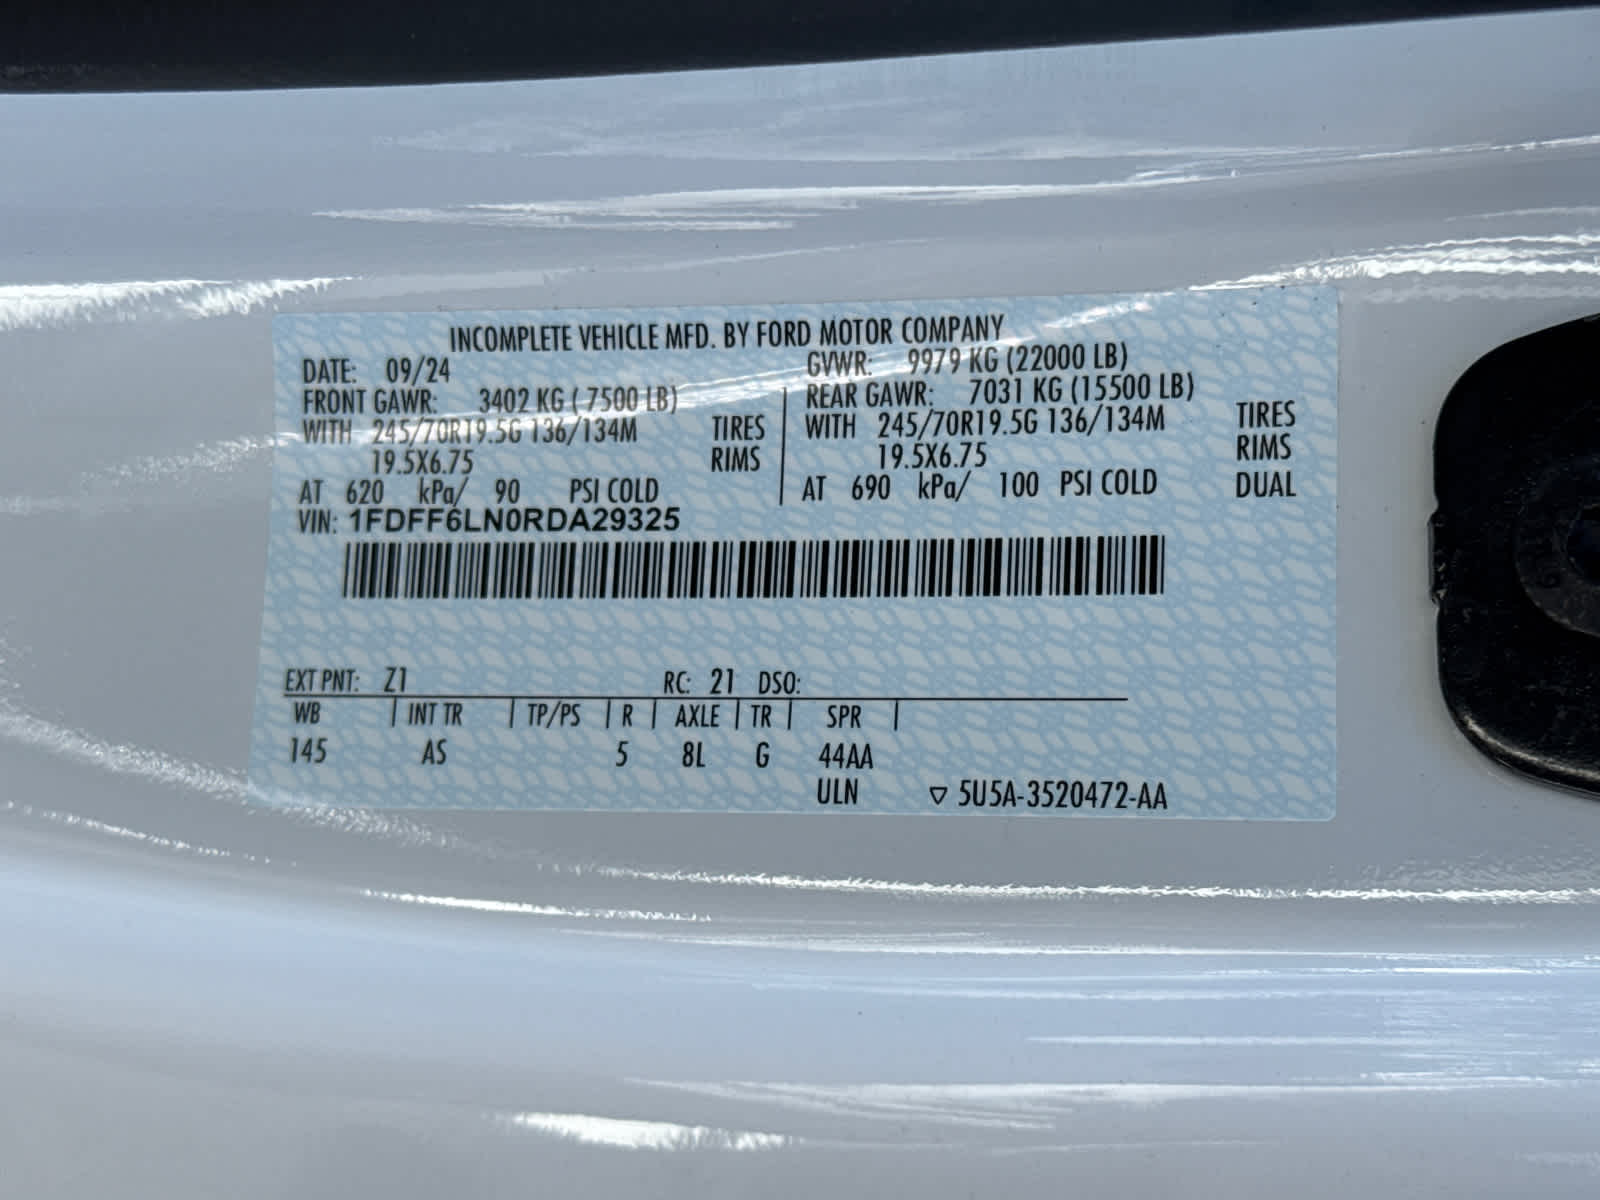 INCOMPLETE VEHICLE MFD. BY FORD MOTOR COMPANY
DATE: 09/24 GVWR: 9979 KG (22000 LB)
FRONT GAWR: 3402 KG ( 7500 LB) REAR GAWR: 7031 KG (15500 LB)
WITH 245/70R19.5G 136/134M TIRES WITH 245/70R19.5G 136/134M TIRES
19.5X6.75 RIMS 19.5X6.75 RIMS
AT 620 kPa/ 90 PSI COLD AT 690 kPa/ 100 PSI COLD DUAL
VIN: 1FDFF6LN0RDA29325
EXT PNT: Z1 RC: 21 DSO:
WB | INT TR | TP/PS | R | AXLE | TR | SPR |
145 AS 5 8L G 44AA
ULN ▽ 5U5A-3520472-AA